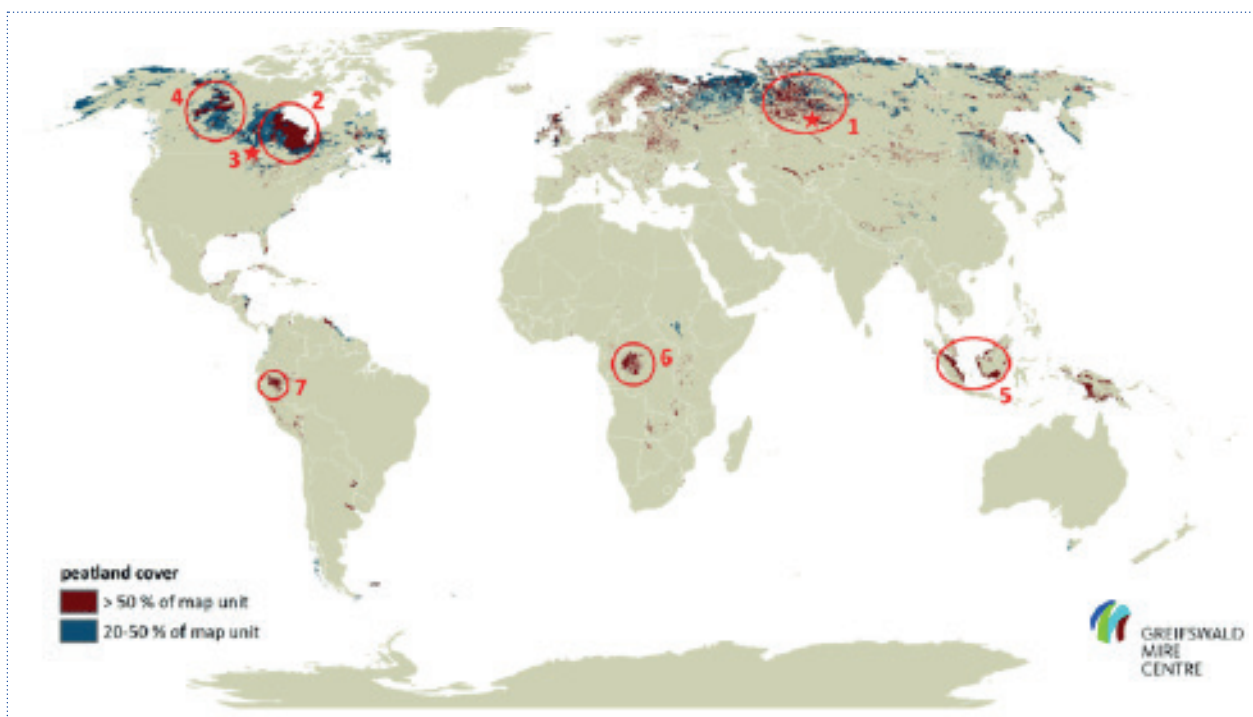 4
2
3
1
6
5
7
peatland cover
> 50 % of map unit
20-50 % of map unit
GREIFSWALD
MIRE
CENTRE